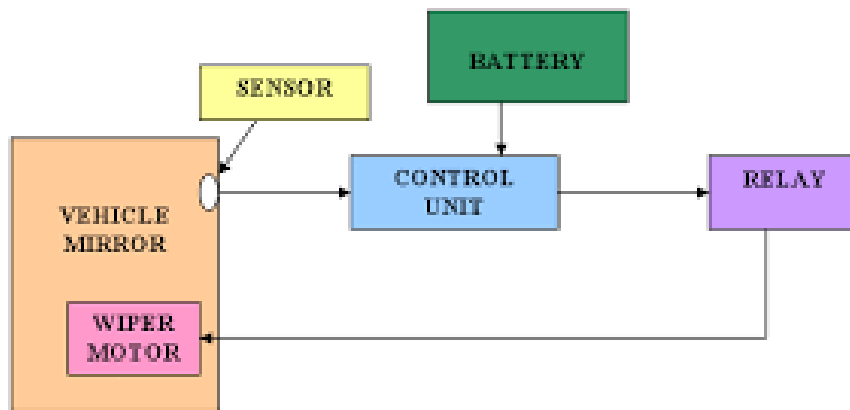 BATTERY
SENSOR
CONTROL
UNIT
RELAY
VEHICLE
MIRROR
WIPER
MOTOR